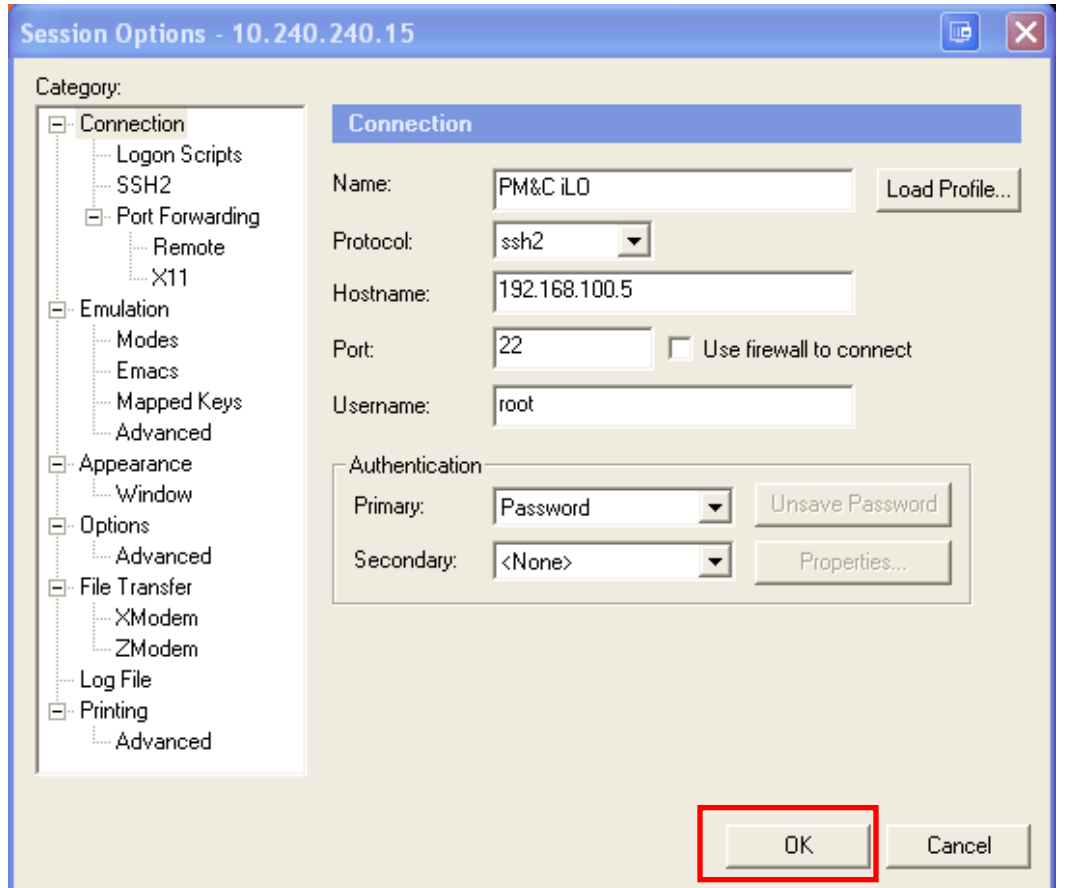 Session Options - 10.240.240.15
Category:
Connection
Logon Scripts
SSH2
Port Forwarding
Remote
X11
Emulation
Modes
Emacs
Mapped Keys
Advanced
Appearance
Window
Options
Advanced
File Transfer
XModem
ZModem
Log File
Printing
Advanced
Connection
Name: PM&C iLO Load Profile...
Protocol: ssh2
Hostname: 192.168.100.5
Port: 22 Use firewall to connect
Username: root
Authentication
Primary: Password Unsave Password
Secondary: <None> Properties...
OK Cancel